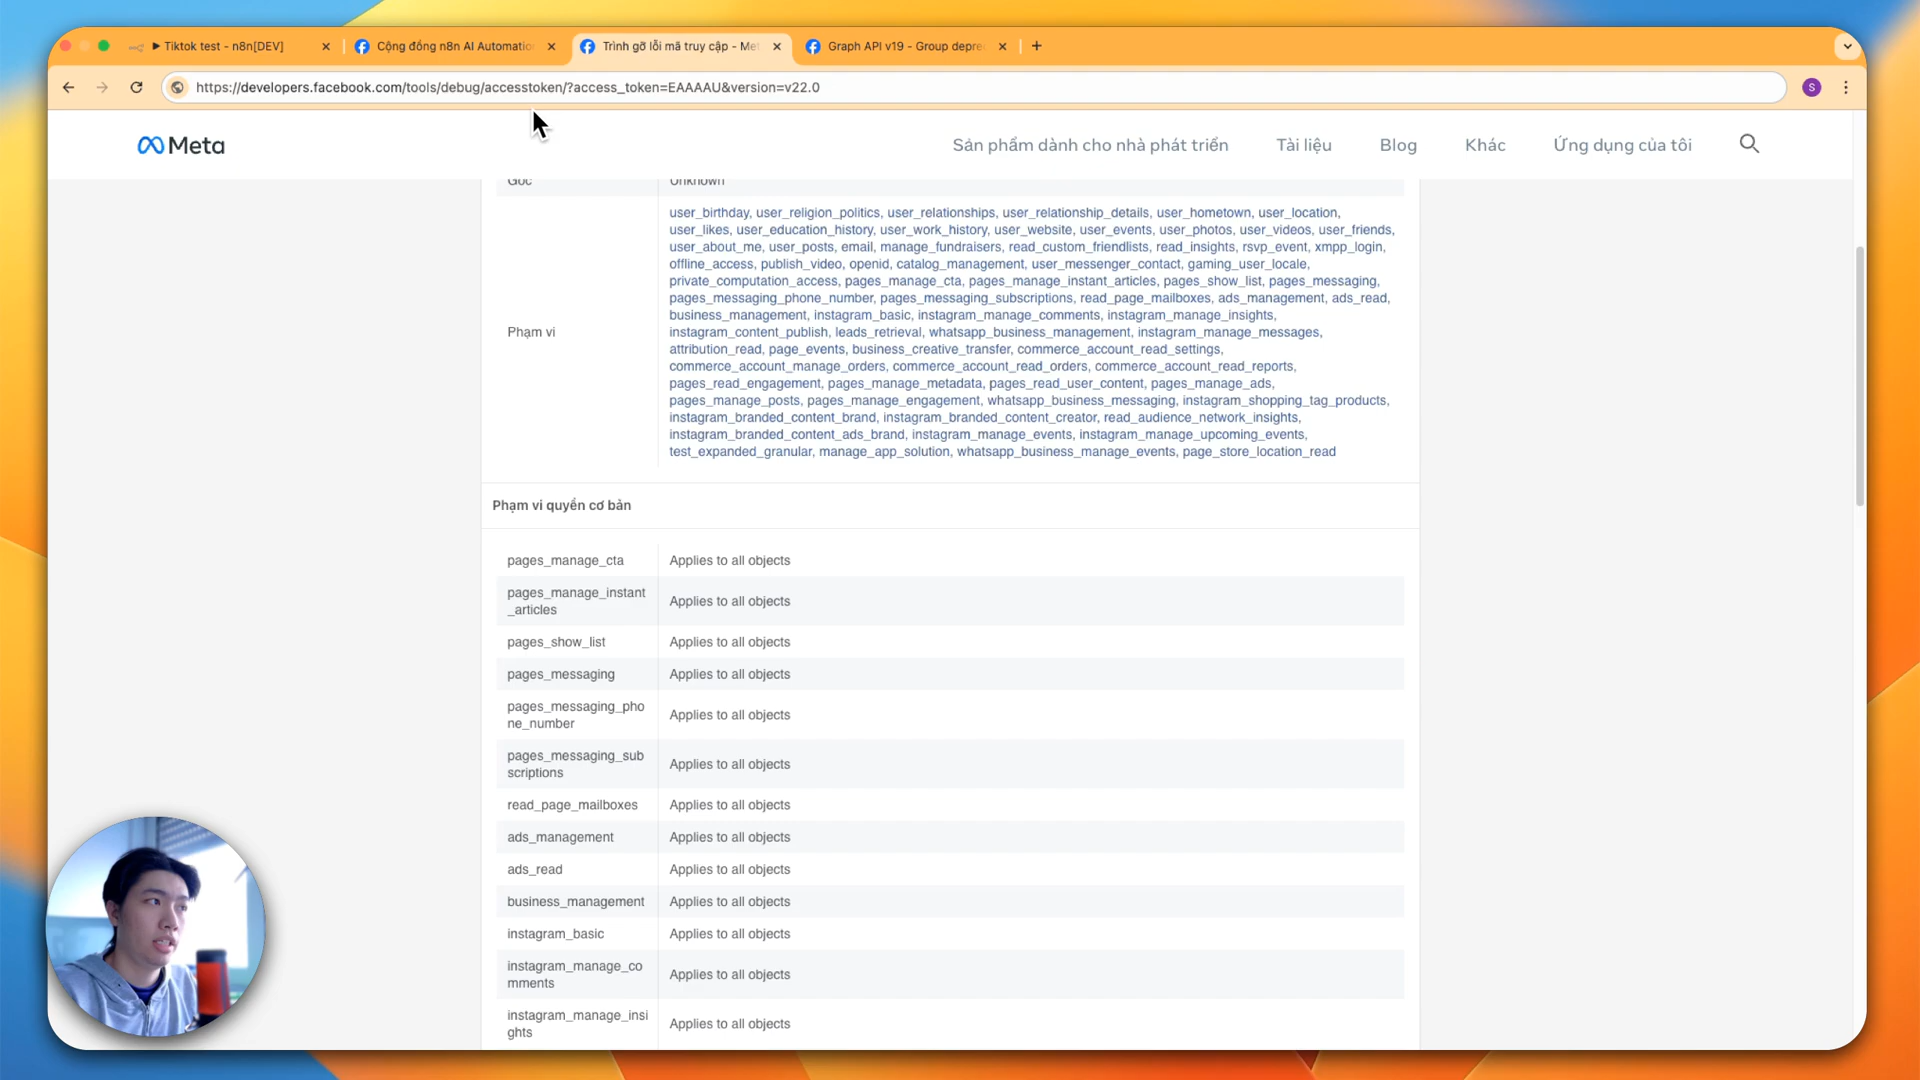 Tiktok test - n8n[DEV]
Cộng đồng n8n AI Automatio
Trình gỡ lỗi mã truy cập - Me
Graph API v19 - Group depre
https://developers.facebook.com/tools/debug/accesstoken/?access_token=EAAAAU&version=v22.0
S
Meta
Sản phẩm dành cho nhà phát triển
Tài liệu
Blog
Khác
Ứng dụng của tôi
Gốc
Unknown
Phạm vi
user_birthday, user_religion_politics, user_relationships, user_relationship_details, user_hometown, user_location,
user_likes, user_education_history, user_work_history, user_website, user_events, user_photos, user_videos, user_friends,
user_about_me, user_posts, email, manage_fundraisers, read_custom_friendlists, read_insights, rsvp_event, xmpp_login,
offline_access, publish_video, openid, catalog_management, user_messenger_contact, gaming_user_locale,
private_computation_access, pages_manage_cta, pages_manage_instant_articles, pages_show_list, pages_messaging,
pages_messaging_phone_number, pages_messaging_subscriptions, read_page_mailboxes, ads_management, ads_read,
business_management, instagram_basic, instagram_manage_comments, instagram_manage_insights,
instagram_content_publish, leads_retrieval, whatsapp_business_management, instagram_manage_messages,
attribution_read, page_events, business_creative_transfer, commerce_account_read_settings,
commerce_account_manage_orders, commerce_account_read_orders, commerce_account_read_reports,
pages_read_engagement, pages_manage_metadata, pages_read_user_content, pages_manage_ads,
pages_manage_posts, pages_manage_engagement, whatsapp_business_messaging, instagram_shopping_tag_products,
instagram_branded_content_brand, instagram_branded_content_creator, read_audience_network_insights,
instagram_branded_content_ads_brand, instagram_manage_events, instagram_manage_upcoming_events,
test_expanded_granular, manage_app_solution, whatsapp_business_manage_events, page_store_location_read
Phạm vi quyền cơ bản
pages_manage_cta
Applies to all objects
pages_manage_instant
_articles
Applies to all objects
pages_show_list
Applies to all objects
pages_messaging
Applies to all objects
pages_messaging_pho
ne_number
Applies to all objects
pages_messaging_sub
scriptions
Applies to all objects
read_page_mailboxes
Applies to all objects
ads_management
Applies to all objects
ads_read
Applies to all objects
business_management
Applies to all objects
instagram_basic
Applies to all objects
instagram_manage_co
mments
Applies to all objects
instagram_manage_insi
ghts
Applies to all objects